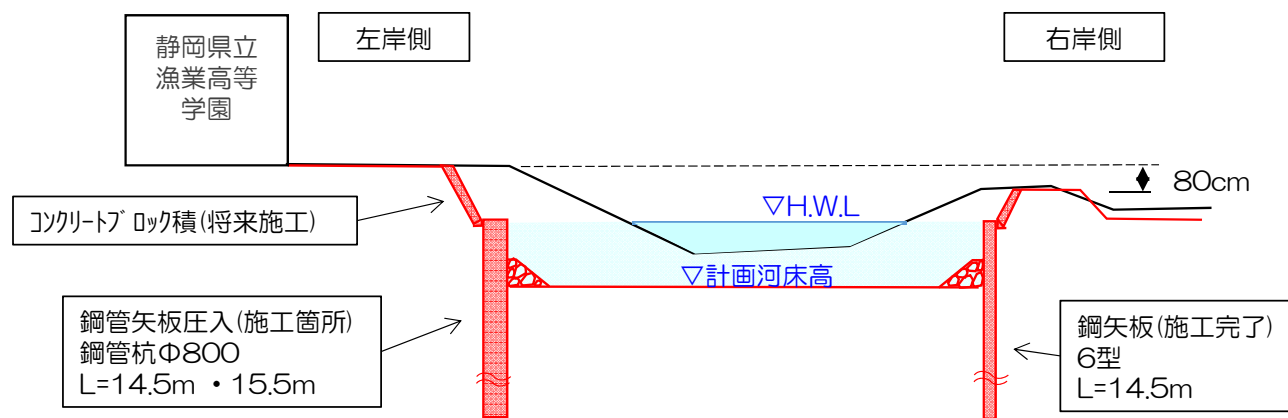 静岡県立
漁業高等
学園
左岸側
右岸側
80cm
コンクリートブロック積(将来施工)
▽H.W.L
▽計画河床高
鋼管矢板圧入(施工箇所)
鋼管杭Φ800
L=14.5m ・15.5m
鋼矢板(施工完了)
6型
L=14.5m